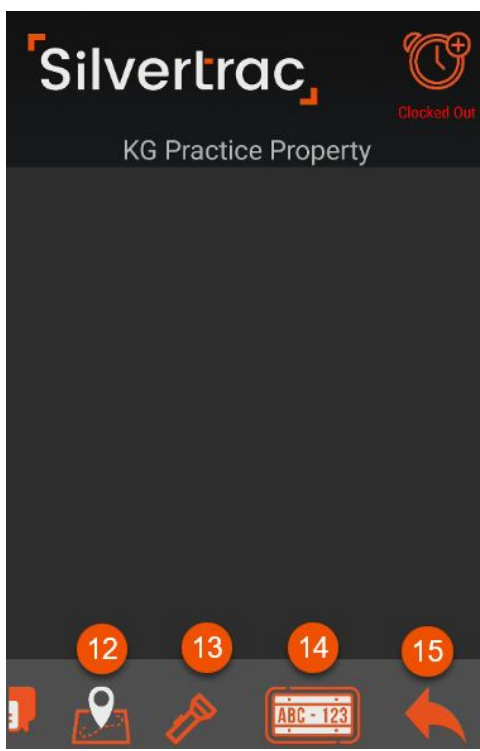 Silvertrac
Clocked Out
KG Practice Property
12
13
14
15
ABC - 123